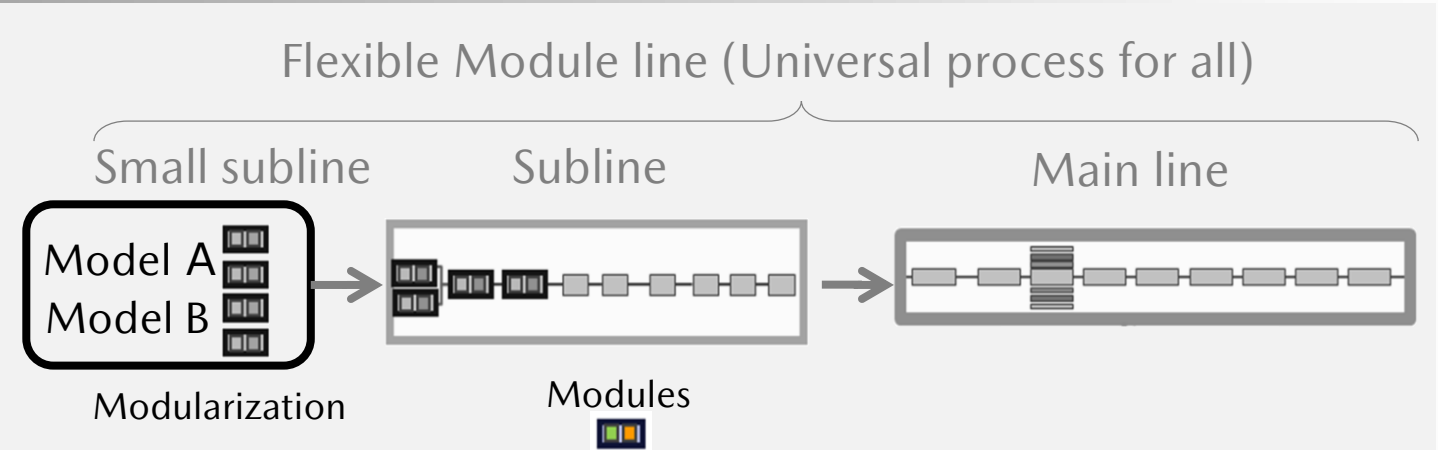 Flexible Module line (Universal process for all)
Small subline
Subline
Main line
Model A
Model B
Modularization
Modules